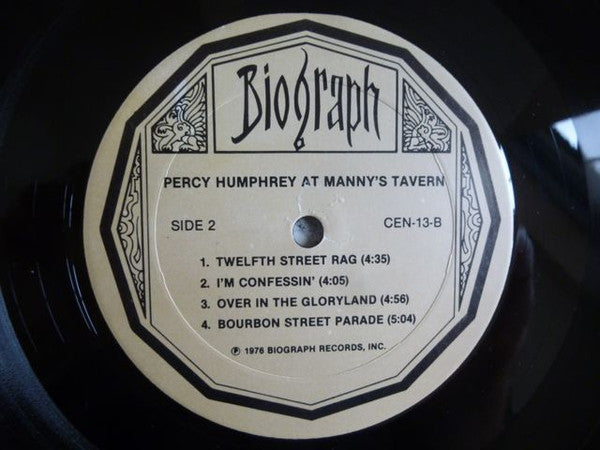 Biograph
PERCY HUMPHREY AT MANNY'S TAVERN
SIDE 2 CEN-13-B
1. TWELFTH STREET RAG (4:35)
2. I'M CONFESSIN' (4:05)
3. OVER IN THE GLORYLAND (4:56)
4. BOURBON STREET PARADE (5:04)
℗ 1976 BIOGRAPH RECORDS, INC.